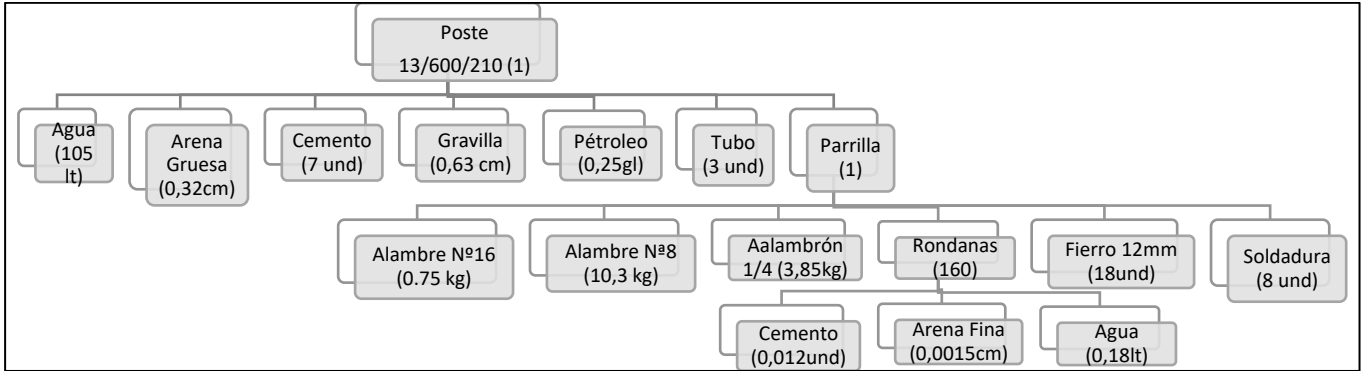 Poste
13/600/210 (1)
Agua
(105
lt)
Arena
Gruesa
(0,32cm)
Cemento
(7 und)
Gravilla
(0,63 cm)
Pétroleo
(0,25gl)
Tubo
(3 und)
Parrilla
(1)
Alambre Nº16
(0.75 kg)
Alambre Nª8
(10,3 kg)
Aalambrón
1/4 (3,85kg)
Rondanas
(160)
Fierro 12mm
(18und)
Soldadura
(8 und)
Cemento
(0,012und)
Arena Fina
(0,0015cm)
Agua
(0,18lt)